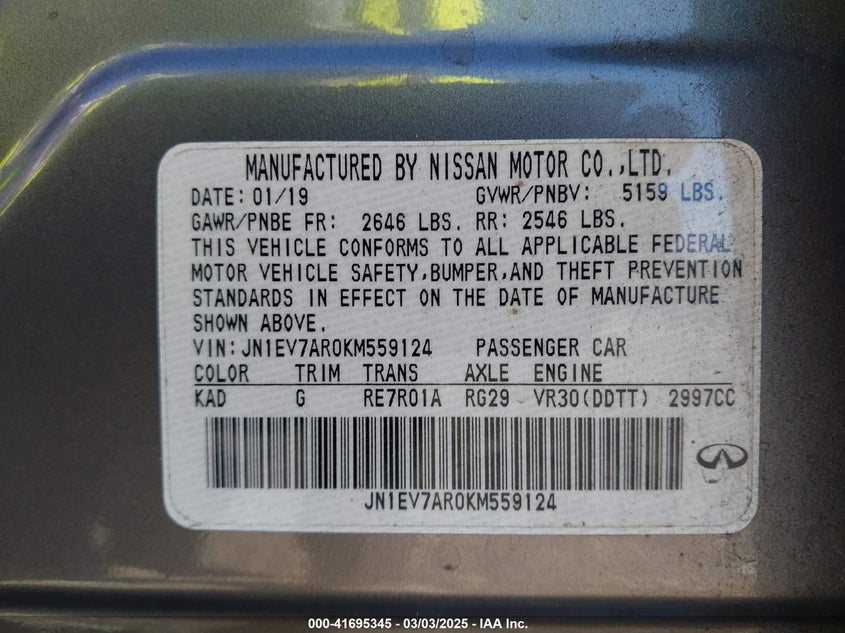 MANUFACTURED BY NISSAN MOTOR CO.,LTD.
DATE: 01/19 GVWR/PNBV: 5159 LBS.
GAWR/PNBE FR: 2646 LBS. RR: 2546 LBS.
THIS VEHICLE CONFORMS TO ALL APPLICABLE FEDERAL
MOTOR VEHICLE SAFETY,BUMPER,AND THEFT PREVENTION
STANDARDS IN EFFECT ON THE DATE OF MANUFACTURE
SHOWN ABOVE.
VIN:JN1EV7AR0KM559124 PASSENGER CAR
COLOR TRIM TRANS AXLE ENGINE
KAD G RE7R01A RG29 VR30(DDTT) 2997CC
JN1EV7AR0KM559124
000-41695345 - 03/03/2025 - IAA Inc.